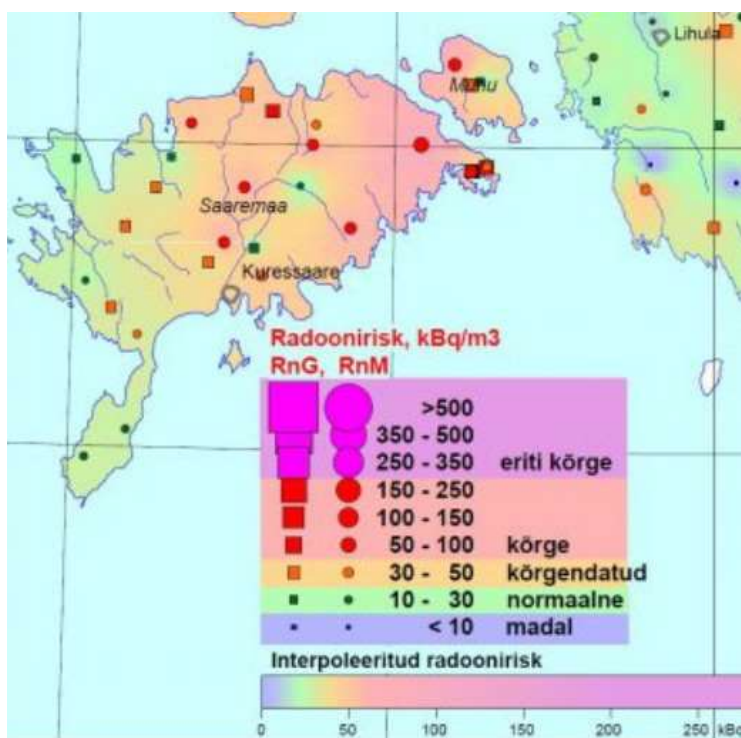 Lihula
Muhu
Saaremaa
Kuressaare
Radoonirisk, kBq/m3
RnG, RnM
>500
350 - 500
250 - 350 eriti kõrge
150 - 250
100 - 150
50 - 100 kõrge
30 - 50 kõrgendatud
10 - 30 normaalne
< 10 madal
Interpoleeritud radoonirisk
0 50 100 150 200 250 kBq